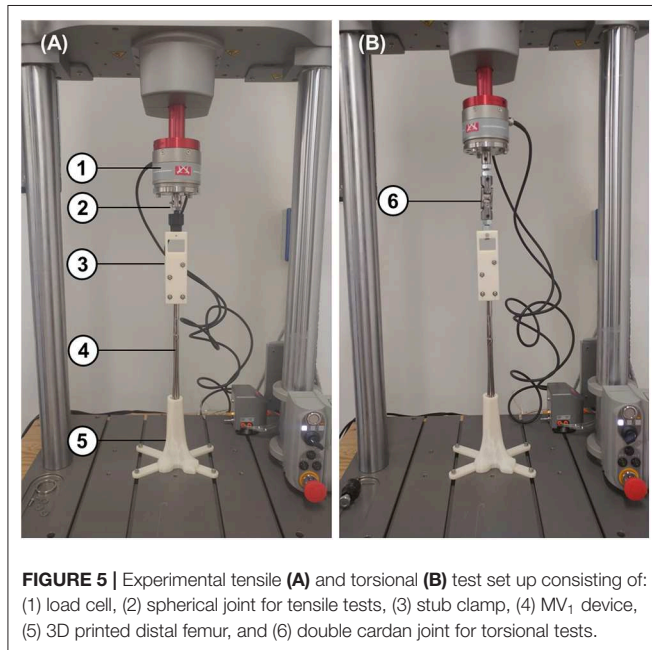 (A)
(B)
1
2
3
4
5
6
FIGURE 5 | Experimental tensile (A) and torsional (B) test set up consisting of:
(1) load cell, (2) spherical joint for tensile tests, (3) stub clamp, (4) MV₁ device,
(5) 3D printed distal femur, and (6) double cardan joint for torsional tests.